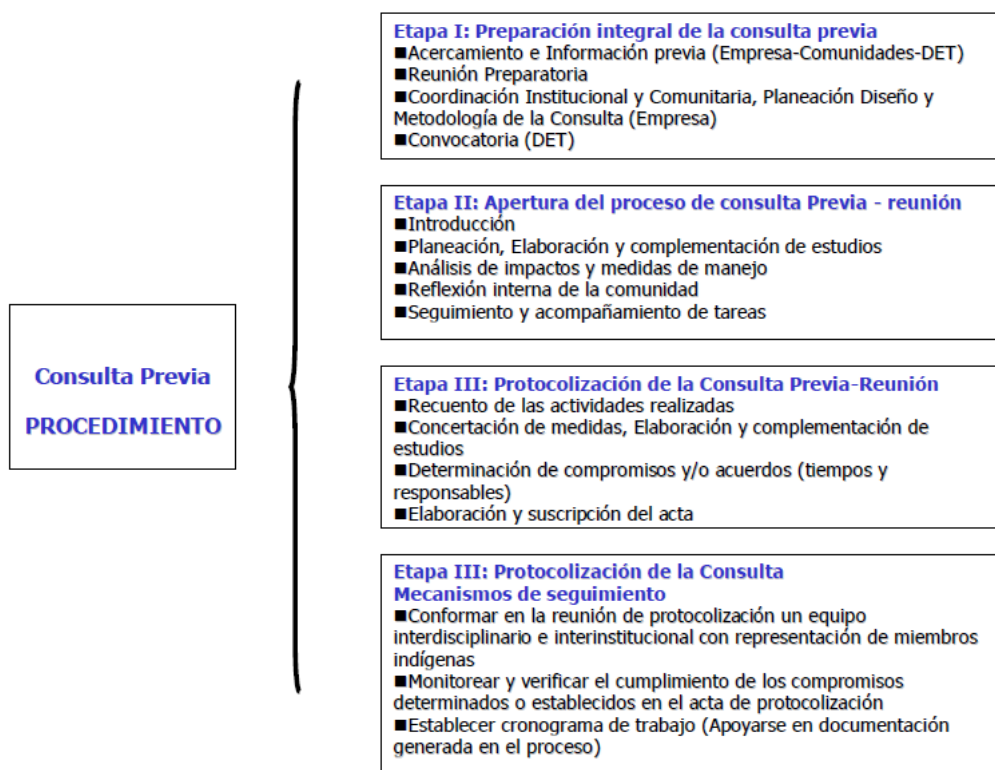 Consulta Previa
PROCEDIMIENTO
Etapa I: Preparación integral de la consulta previa
■Acercamiento e Información previa (Empresa-Comunidades-DET)
■Reunión Preparatoria
■Coordinación Institucional y Comunitaria, Planeación Diseño y
Metodología de la Consulta (Empresa)
■Convocatoria (DET)
Etapa II: Apertura del proceso de consulta Previa - reunión
■Introducción
■Planeación, Elaboración y complementación de estudios
■Análisis de impactos y medidas de manejo
■Reflexión interna de la comunidad
■Seguimiento y acompañamiento de tareas
Etapa III: Protocolización de la Consulta Previa-Reunión
■Recuento de las actividades realizadas
■Concertación de medidas, Elaboración y complementación de
estudios
■Determinación de compromisos y/o acuerdos (tiempos y
responsables)
■Elaboración y suscripción del acta
Etapa III: Protocolización de la Consulta
Mecanismos de seguimiento
■Conformar en la reunión de protocolización un equipo
interdisciplinario e interinstitucional con representación de miembros
indígenas
■Monitorear y verificar el cumplimiento de los compromisos
determinados o establecidos en el acta de protocolización
■Establecer cronograma de trabajo (Apoyarse en documentación
generada en el proceso)